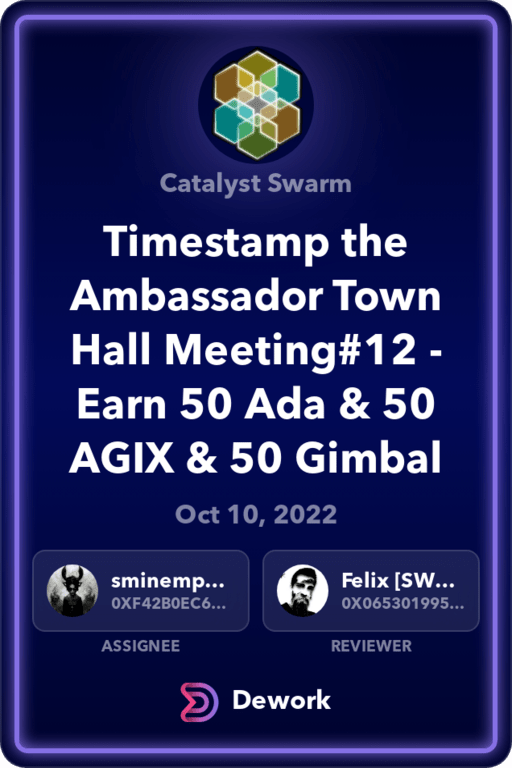 Catalyst Swarm
Timestamp the
Ambassador Town
Hall Meeting#12 -
Earn 50 Ada & 50
AGIX & 50 Gimbal
Oct 10, 2022
sminemp...
0XF42B0EC6...
ASSIGNEE
Felix [SW...
0X065301995...
REVIEWER
Dework